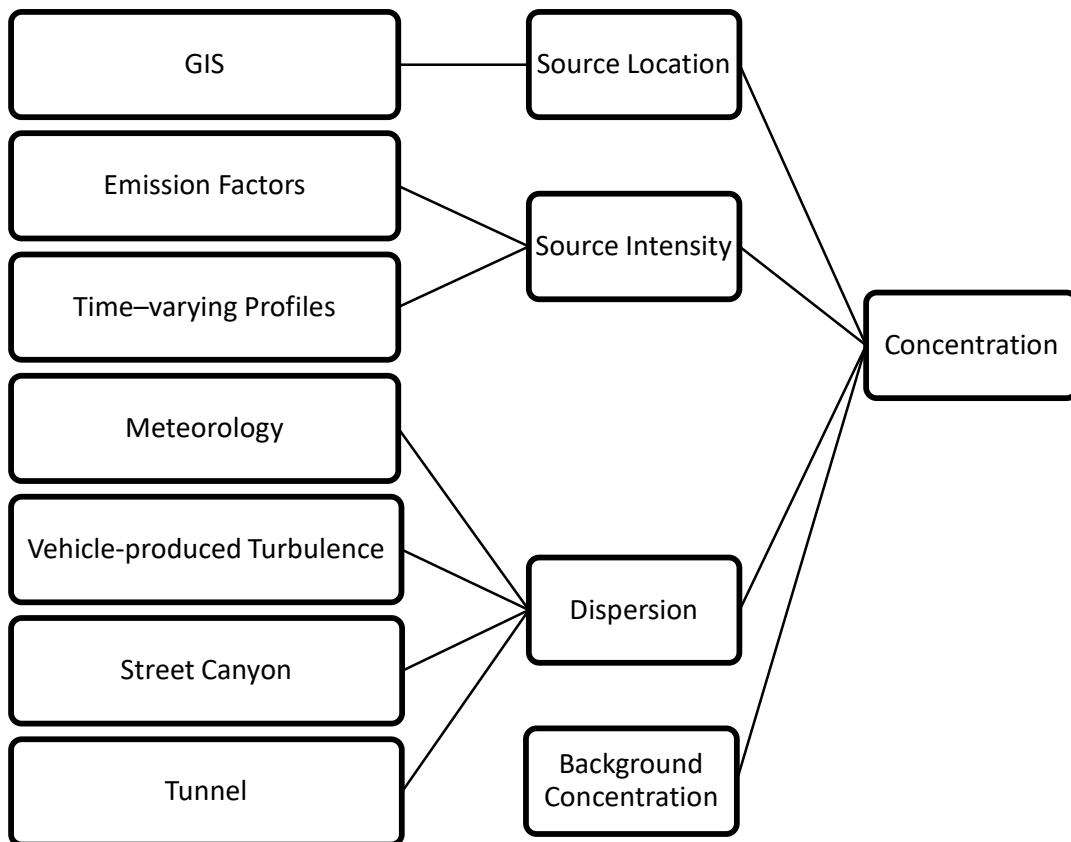 GIS
Source Location
Emission Factors
Source Intensity
Time–varying Profiles
Concentration
Meteorology
Vehicle-produced Turbulence
Dispersion
Street Canyon
Background
Concentration
Tunnel